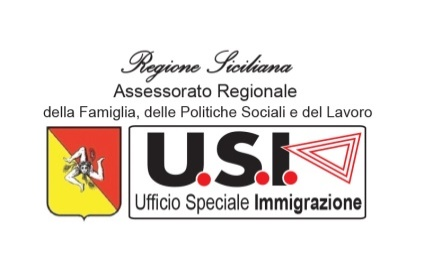 Regione Siciliana
Assessorato Regionale
della Famiglia, delle Politiche Sociali e del Lavoro
U.S.I.
Ufficio Speciale Immigrazione